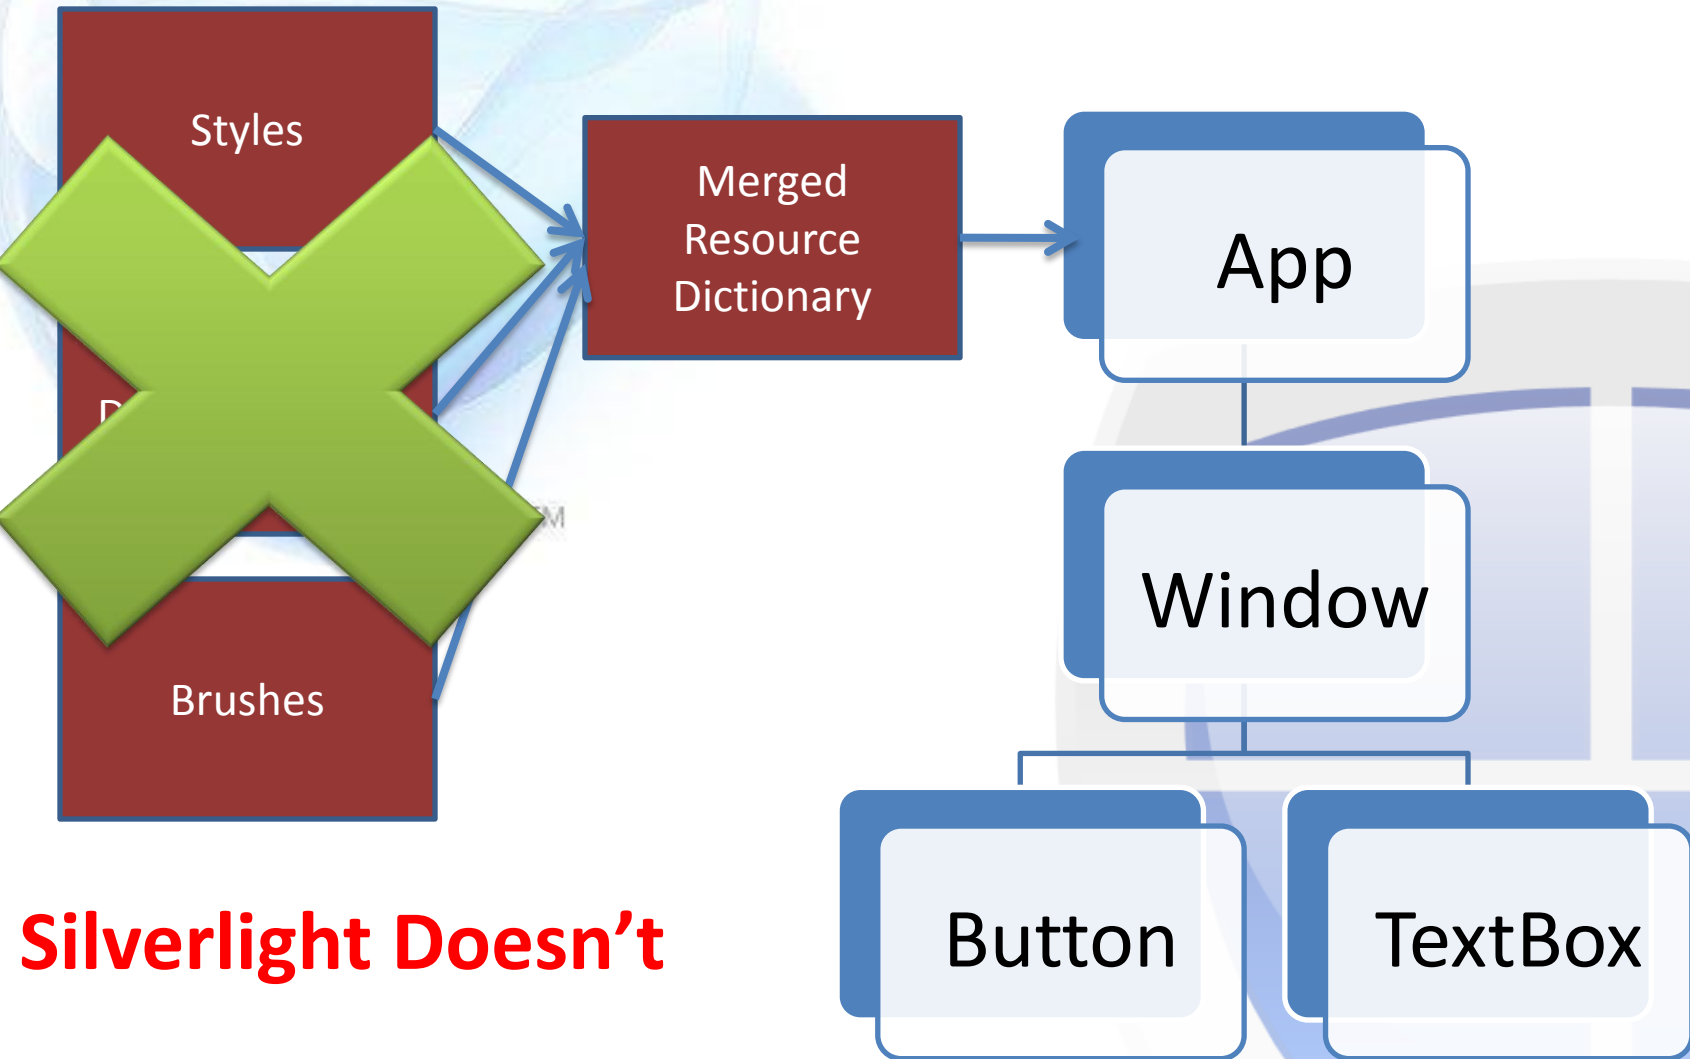 Styles
Merged
Resource
Dictionary
App
Window
Brushes
Button
TextBox
Silverlight Doesn’t